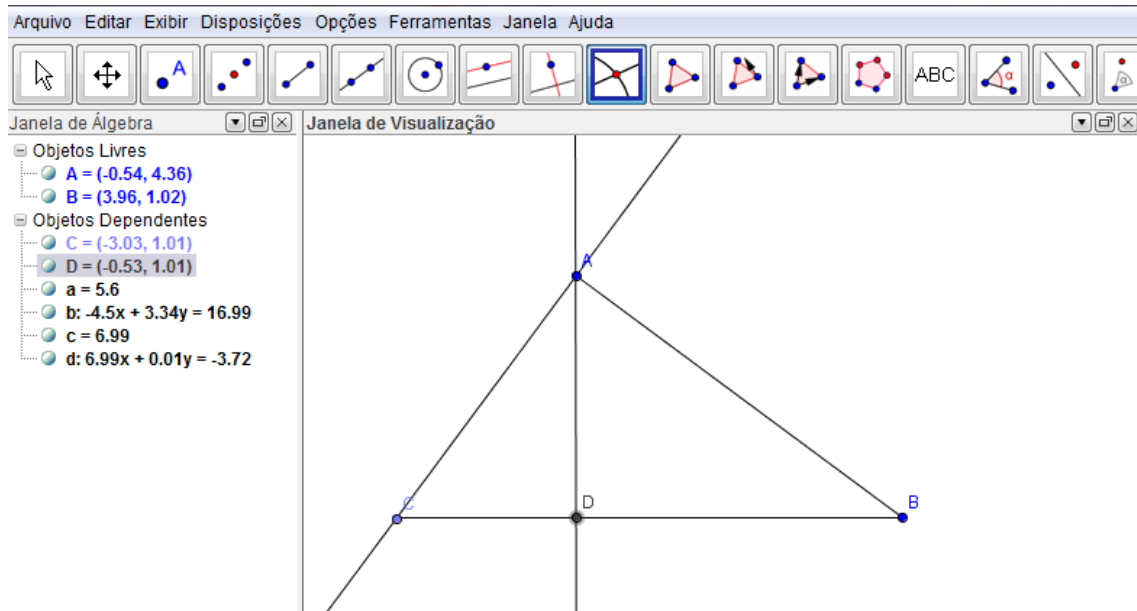 Arquivo Editar Exibir Disposições Opções Ferramentas Janela Ajuda
A
ABC
α
α
Janela de Álgebra
Janela de Visualização
Objetos Livres
A = (-0.54, 4.36)
B = (3.96, 1.02)
Objetos Dependentes
C = (-3.03, 1.01)
D = (-0.53, 1.01)
a = 5.6
b: -4.5x + 3.34y = 16.99
c = 6.99
d: 6.99x + 0.01y = -3.72
A
C
D
B